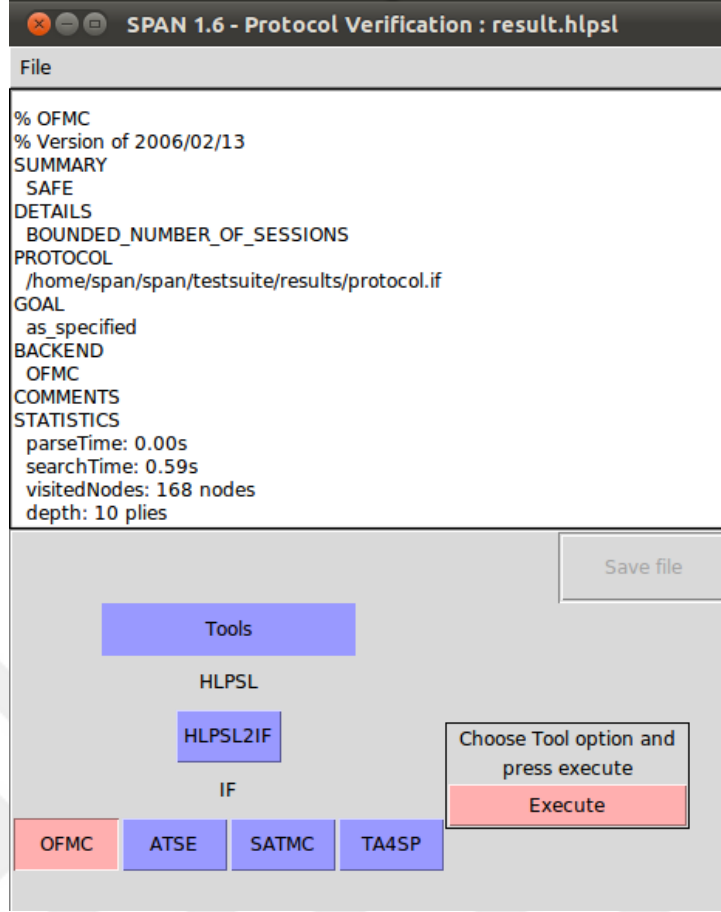 SPAN 1.6 - Protocol Verification : result.hlpsl
File
% OFMC
% Version of 2006/02/13
SUMMARY
SAFE
DETAILS
BOUNDED_NUMBER_OF_SESSIONS
PROTOCOL
/home/span/span/testsuite/results/protocol.if
GOAL
as_specified
BACKEND
OFMC
COMMENTS
STATISTICS
parseTime: 0.00s
searchTime: 0.59s
visitedNodes: 168 nodes
depth: 10 plies
Save file
Tools
HLPSL
HLPSL2IF
Choose Tool option and
press execute
IF
Execute
OFMC ATSE SATMC TA4SP